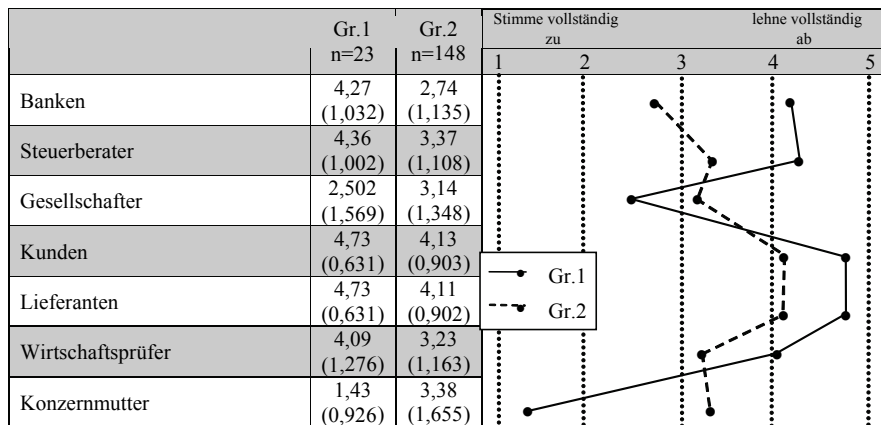 Gr.1 Gr.2 Stimme vollständig lehne vollständig
n=23 n=148 zu ab
1 2 3 4 5
Banken 4,27 2,74
(1,032) (1,135)
Steuerberater 4,36 3,37
(1,002) (1,108)
Gesellschafter 2,502 3,14
(1,569) (1,348)
Kunden 4,73 4,13
(0,631) (0,903)
Lieferanten 4,73 4,11
(0,631) (0,902)
Wirtschaftsprüfer 4,09 3,23
(1,276) (1,163)
Konzernmutter 1,43 3,38
(0,926) (1,655)
Gr.1
Gr.2